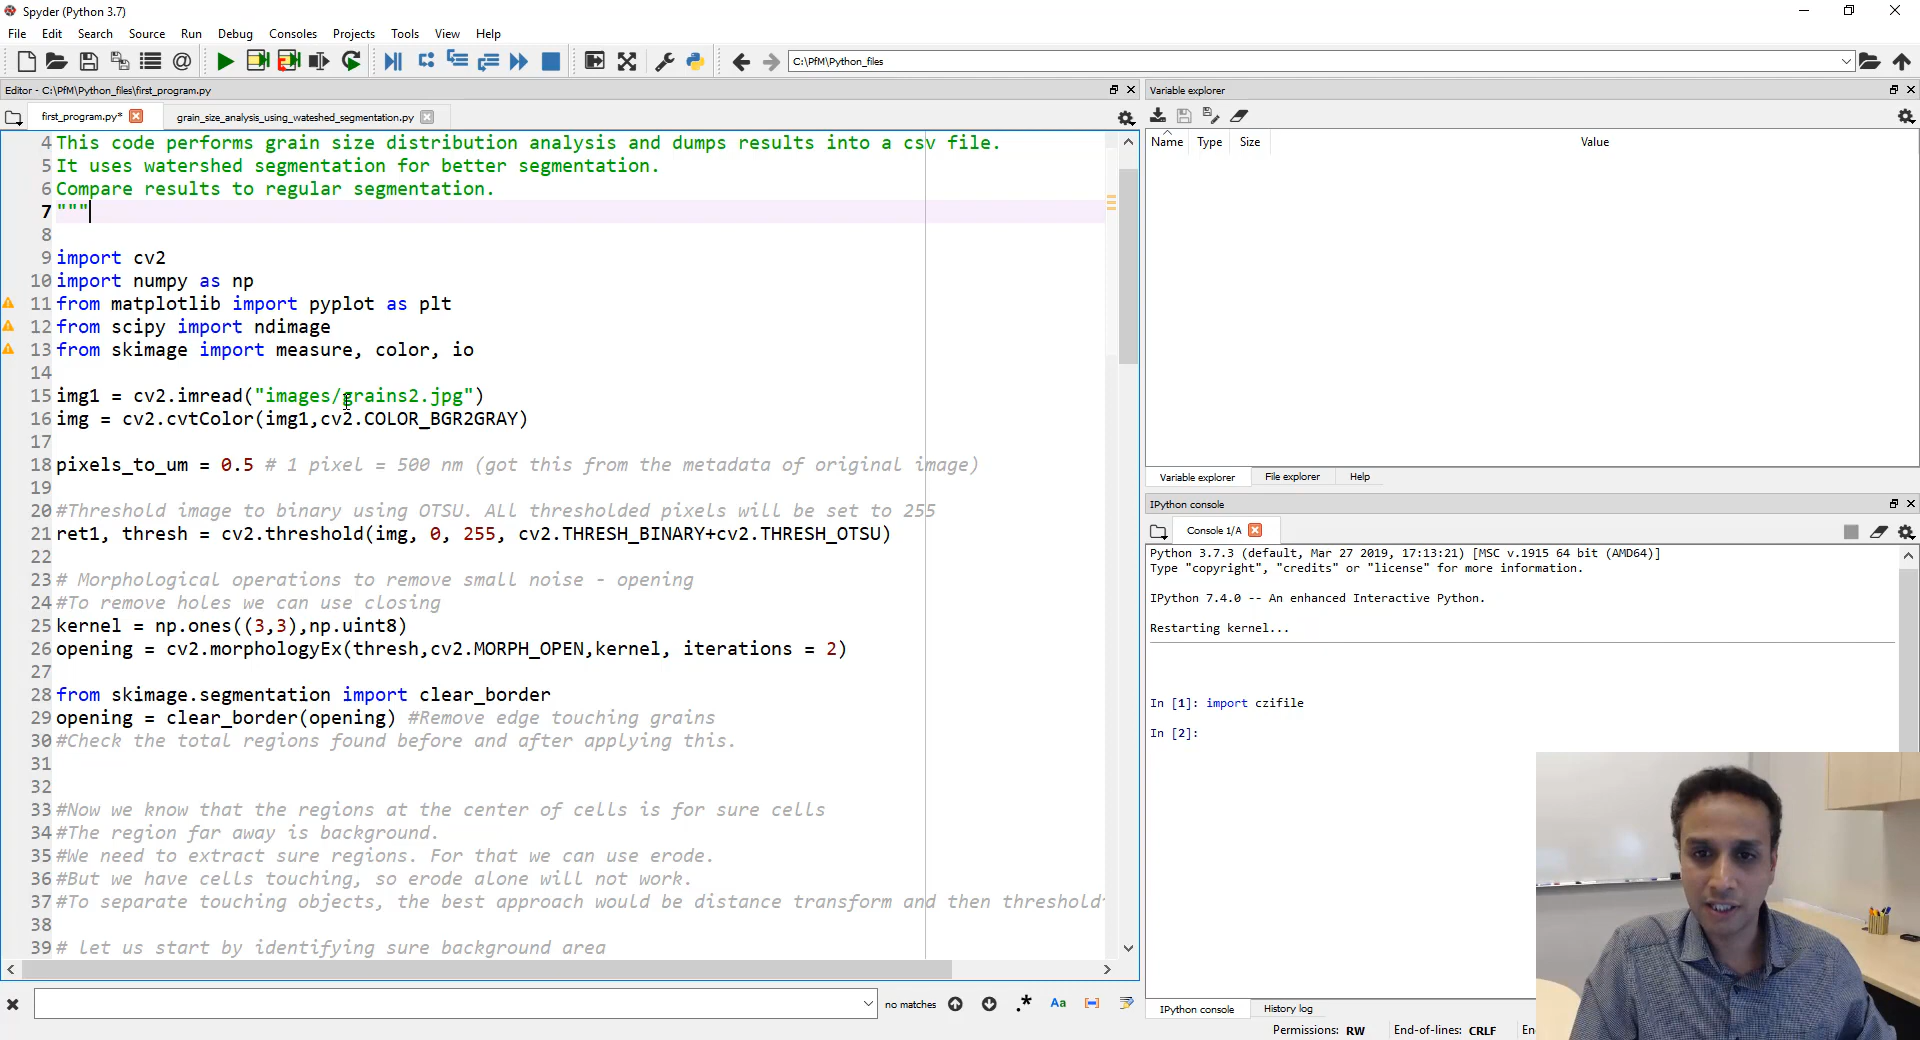 Spyder (Python 3.7)
File Edit Search Source Run Debug Consoles Projects Tools View Help
C:\PfM\Python_files
Editor - C:\PfM\Python_files\first_program.py
first_program.py*
grain_size_analysis_using_wateshed_segmentation.py
4 This code performs grain size distribution analysis and dumps results into a csv file.
5 It uses watershed segmentation for better segmentation.
6 Compare results to regular segmentation.
7 """
8
9 import cv2
10 import numpy as np
11 from matplotlib import pyplot as plt
12 from scipy import ndimage
13 from skimage import measure, color, io
14
15 img1 = cv2.imread("images/grains2.jpg")
16 img = cv2.cvtColor(img1,cv2.COLOR_BGR2GRAY)
17
18 pixels_to_um = 0.5 # 1 pixel = 500 nm (got this from the metadata of original image)
19
20 #Threshold image to binary using OTSU. ALl thresholded pixels will be set to 255
21 ret1, thresh = cv2.threshold(img, 0, 255, cv2.THRESH_BINARY+cv2.THRESH_OTSU)
22
23 # Morphological operations to remove small noise - opening
24 #To remove holes we can use closing
25 kernel = np.ones((3,3),np.uint8)
26 opening = cv2.morphologyEx(thresh,cv2.MORPH_OPEN,kernel, iterations = 2)
27
28 from skimage.segmentation import clear_border
29 opening = clear_border(opening) #Remove edge touching grains
30 #Check the total regions found before and after applying this.
31
32
33 #Now we know that the regions at the center of cells is for sure cells
34 #The region far away is background.
35 #We need to extract sure regions. For that we can use erode.
36 #But we have cells touching, so erode alone will not work.
37 #To separate touching objects, the best approach would be distance transform and then threshold
38
39 # let us start by identifying sure background area
no matches
Aa
Variable explorer
Name Type Size Value
Variable explorer File explorer Help
IPython console
Console 1/A
Python 3.7.3 (default, Mar 27 2019, 17:13:21) [MSC v.1915 64 bit (AMD64)]
Type "copyright", "credits" or "license" for more information.
IPython 7.4.0 -- An enhanced Interactive Python.
Restarting kernel...
In [1]: import czifile
In [2]:
IPython console History log
Permissions: RW End-of-lines: CRLF En